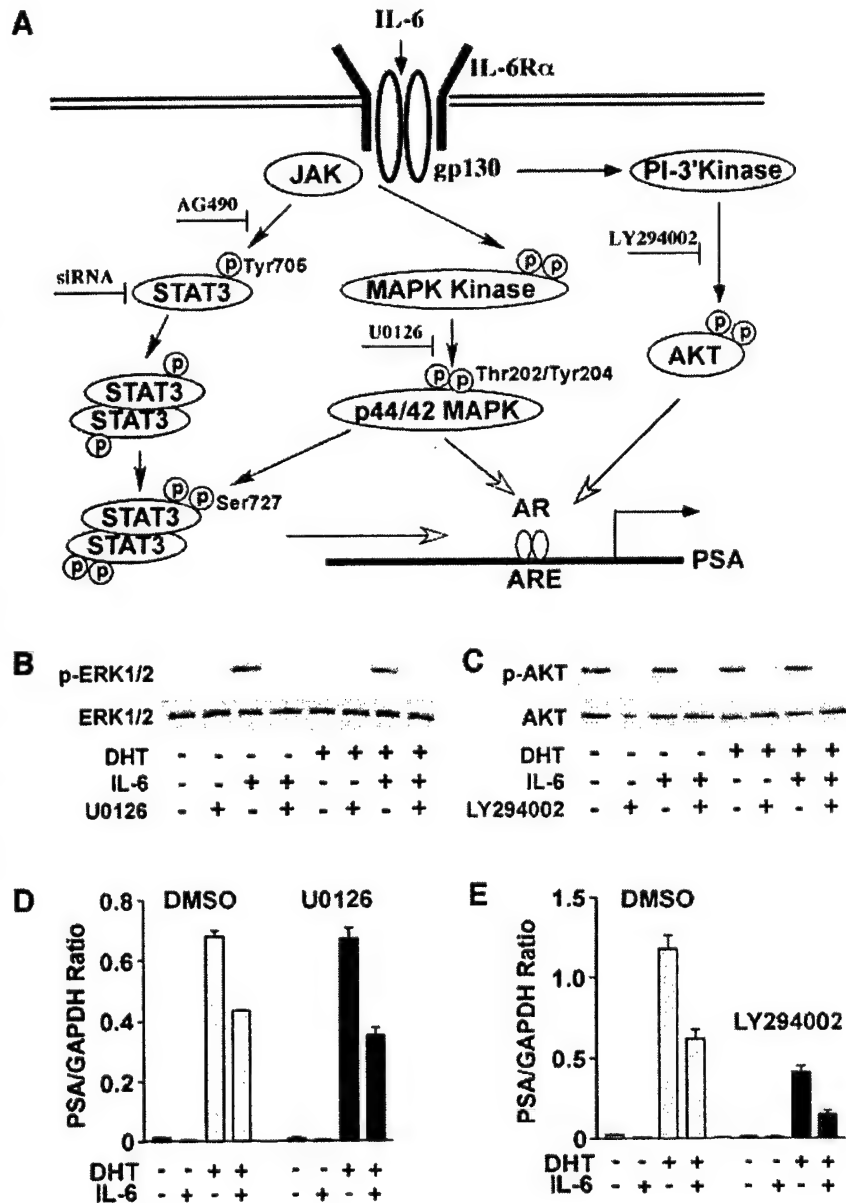 A
IL-6
IL-6Rα
gp130
JAK
PI-3'Kinase
AG490
LY294002
P Tyr705
P P
siRNA
STAT3
MAPK Kinase
U0126
P P
AKT
P
STAT3
STAT3
P
P P Thr202/Tyr204
p44/42 MAPK
P P Ser727
STAT3
STAT3
P P
AR
ARE
PSA
B
p-ERK1/2
ERK1/2
DHT - - - - + + + +
IL-6 - - + + - - + +
U0126 - + - + - + - +
C
p-AKT
AKT
DHT - - - - + + + +
IL-6 - - + + - - + +
LY294002 - + - + - + - +
D
DMSO U0126
PSA/GAPDH Ratio
0.8
0.6
0.4
0.2
0
DHT - - + + - - + +
IL-6 - + - + - + - +
E
DMSO
LY294002
PSA/GAPDH Ratio
1.5
1.0
0.5
0
DHT - - + + - - + +
IL-6 - + - + - + - +